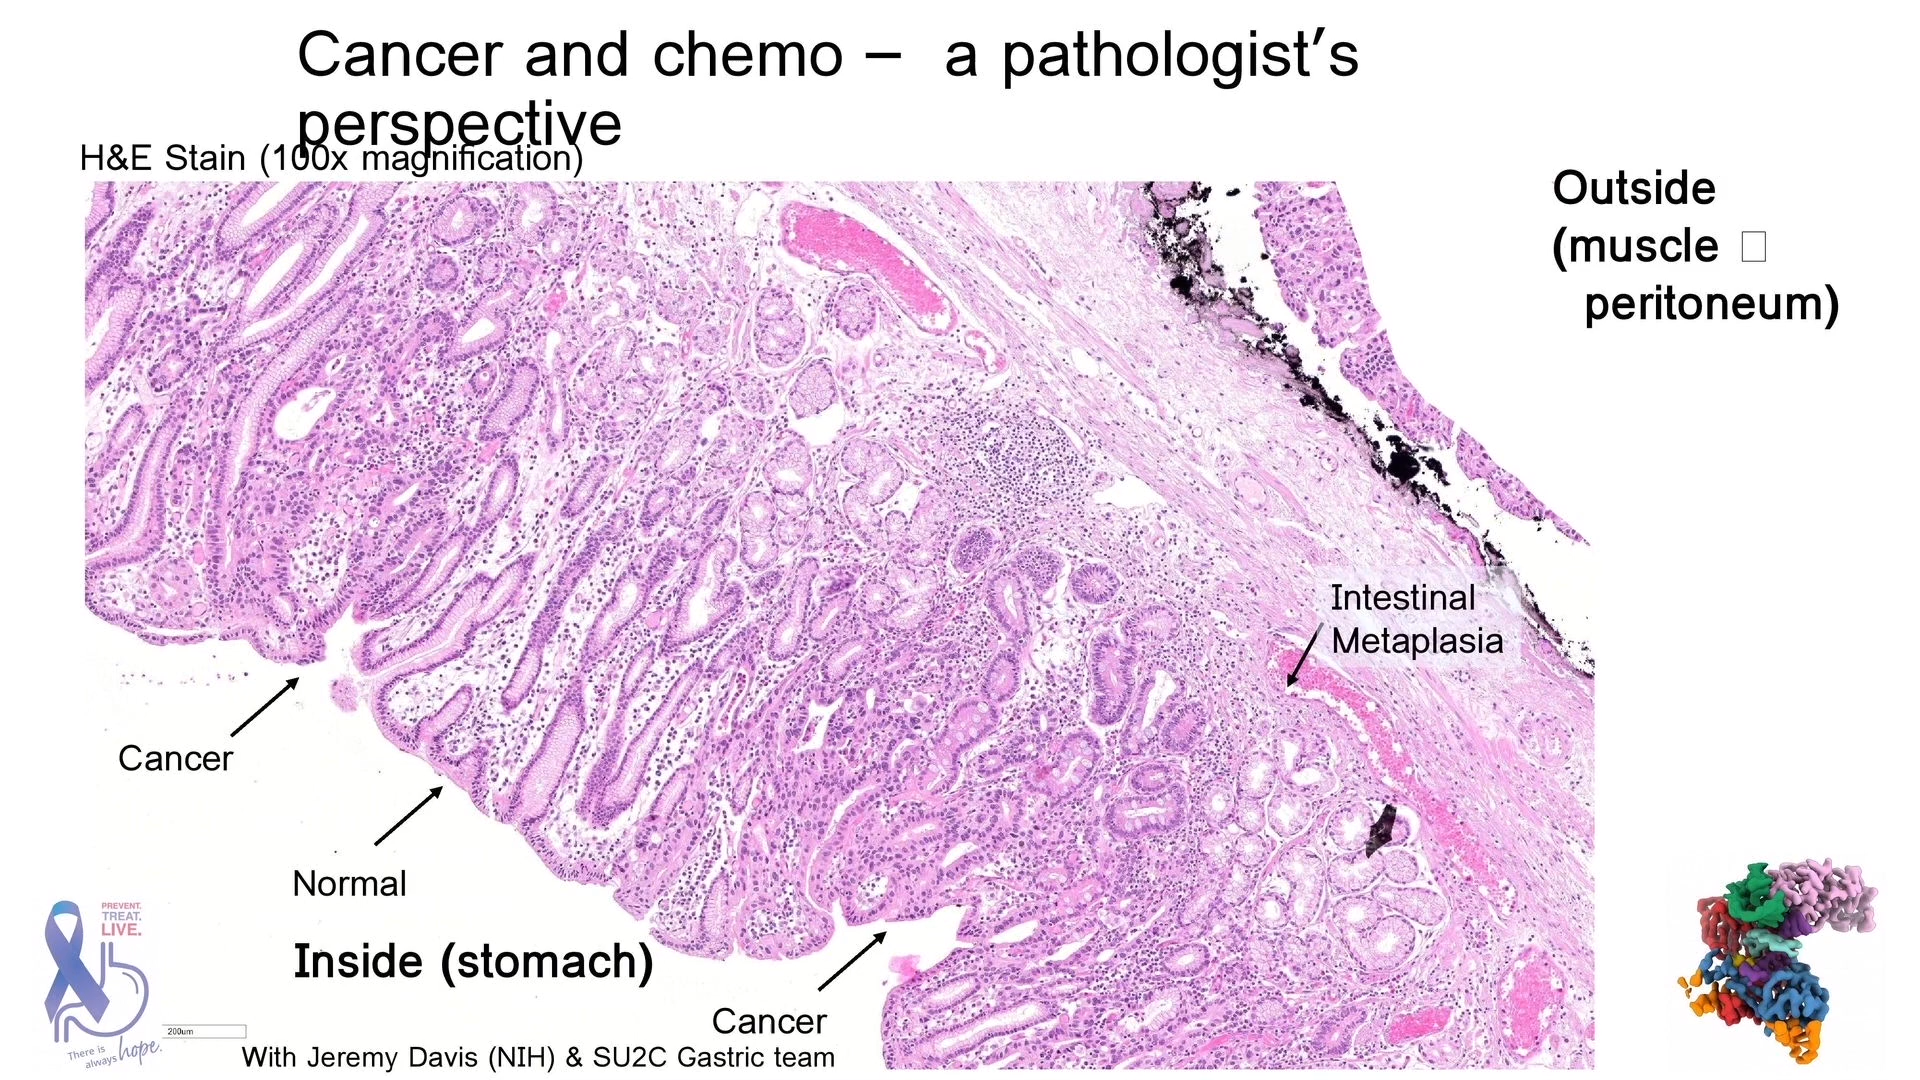 Cancer and chemo – a pathologist’s
perspective
H&E Stain (100x magnification)
Outside
(muscle □
peritoneum)
Intestinal
Metaplasia
Cancer
Normal
Inside (stomach)
Cancer
PREVENT.
TREAT.
LIVE.
There is
always hope.
200um
With Jeremy Davis (NIH) & SU2C Gastric team